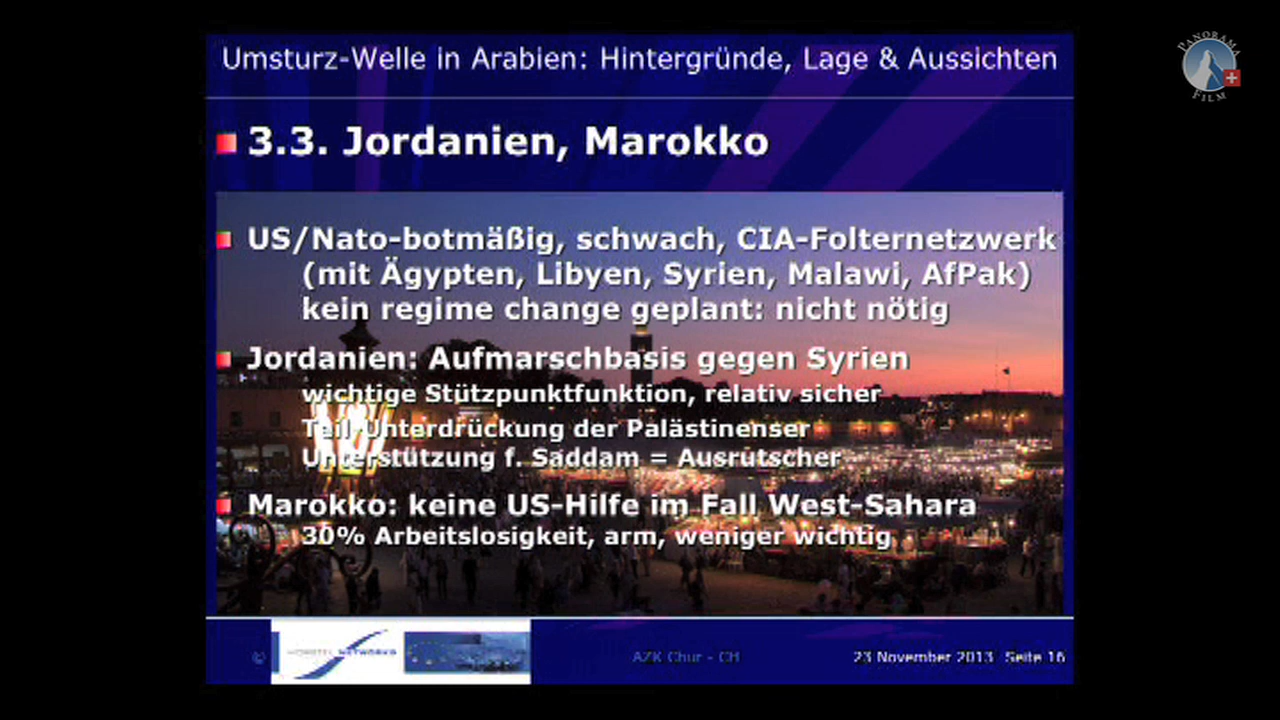 Umsturz-Welle in Arabien: Hintergründe, Lage & Aussichten
PANORAMA
FILM
3.3. Jordanien, Marokko
US/Nato-botmäßig, schwach, CIA-Folternetzwerk
(mit Ägypten, Libyen, Syrien, Malawi, AfPak)
kein regime change geplant: nicht nötig
Jordanien: Aufmarschbasis gegen Syrien
wichtige Stützpunktfunktion, relativ sicher
Teil-Unterdrückung der Palästinenser
Unterstützung f. Saddam = Ausrutscher
Marokko: keine US-Hilfe im Fall West-Sahara
30% Arbeitslosigkeit, arm, weniger wichtig
© NETWORKS AZK Chur - CH 23 November 2013 Seite 16